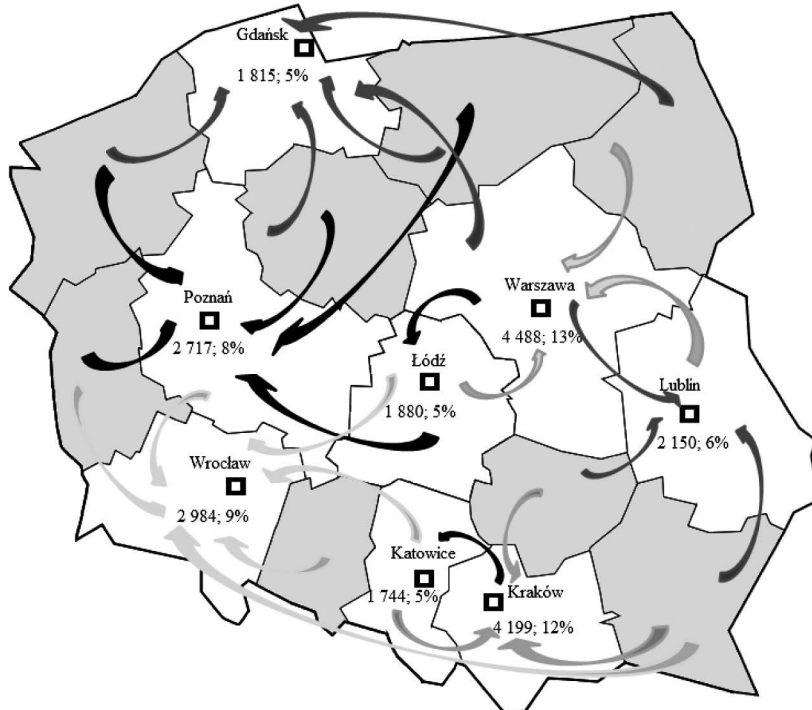 Gdańsk
1 815; 5%
Poznań
2 717; 8%
Warszawa
4 488; 13%
Łódź
1 880; 5%
Lublin
2 150; 6%
Wrocław
2 984; 9%
Katowice
1 744; 5%
Kraków
4 199; 12%